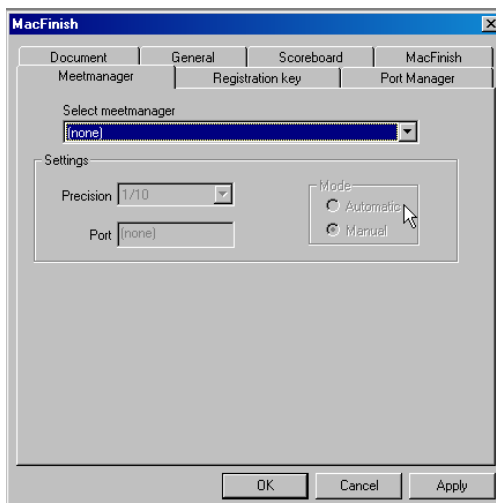 MacFinish
Document General Scoreboard MacFinish
Meetmanager Registration key Port Manager
Select meetmanager
(none)
Settings
Precision 1/10
Port (none)
Mode
Automatic
Manual
OK Cancel Apply